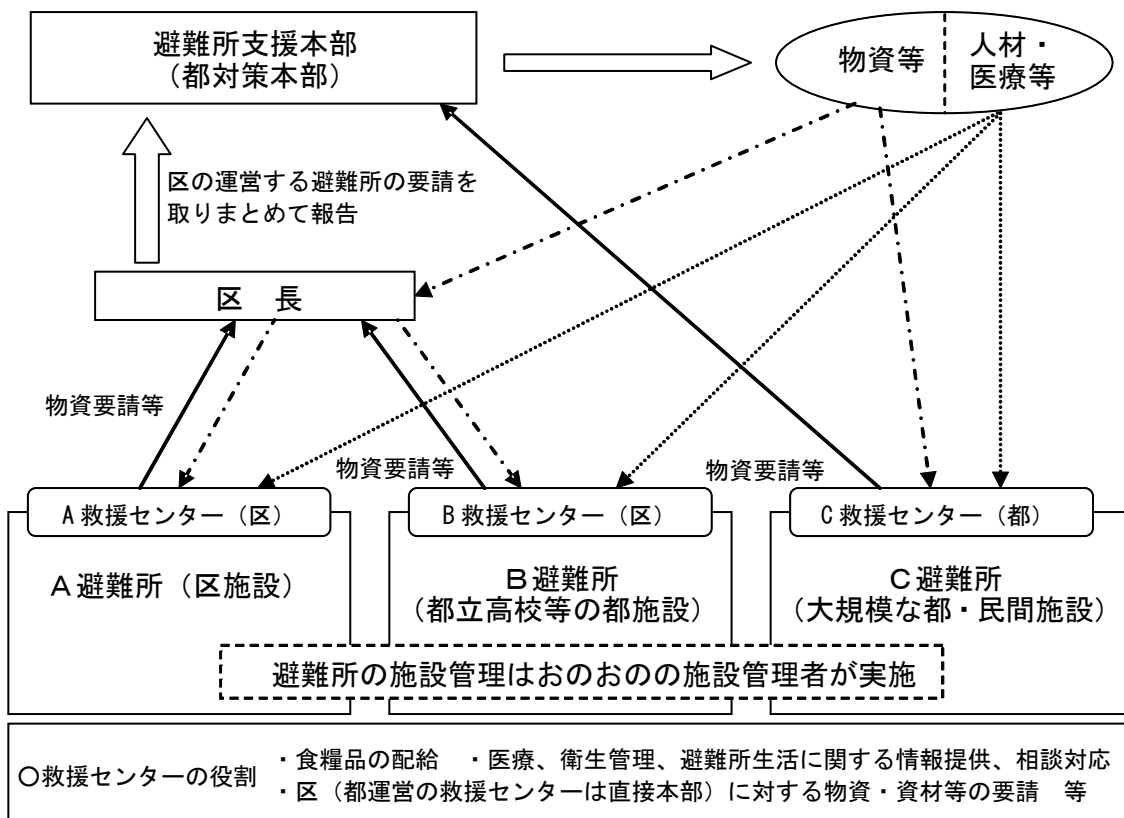 避難所支援本部
(都対策本部)
物資等
人材・
医療等
区の運営する避難所の要請を
取りまとめて報告
区　長
物資要請等
物資要請等
物資要請等
A救援センター（区）
B救援センター（区）
C救援センター（都）
A避難所（区施設）
B避難所
(都立高校等の都施設)
C避難所
(大規模な都・民間施設)
避難所の施設管理はおのおのの施設管理者が実施
○救援センターの役割
・食糧品の配給　・医療、衛生管理、避難所生活に関する情報提供、相談対応
・区（都運営の救援センターは直接本部）に対する物資・資材等の要請　等